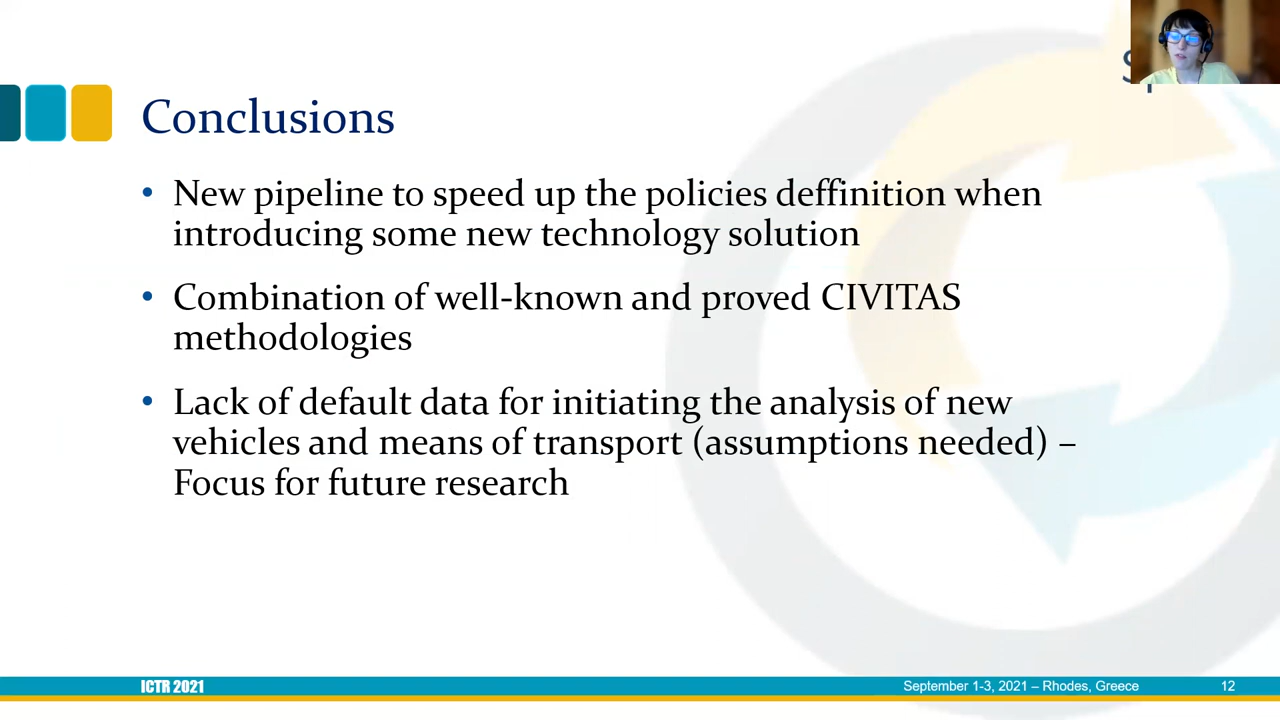 Conclusions
• New pipeline to speed up the policies deffinition when
introducing some new technology solution
• Combination of well-known and proved CIVITAS
methodologies
• Lack of default data for initiating the analysis of new
vehicles and means of transport (assumptions needed) –
Focus for future research
ICTR 2021
September 1-3, 2021 – Rhodes, Greece
12